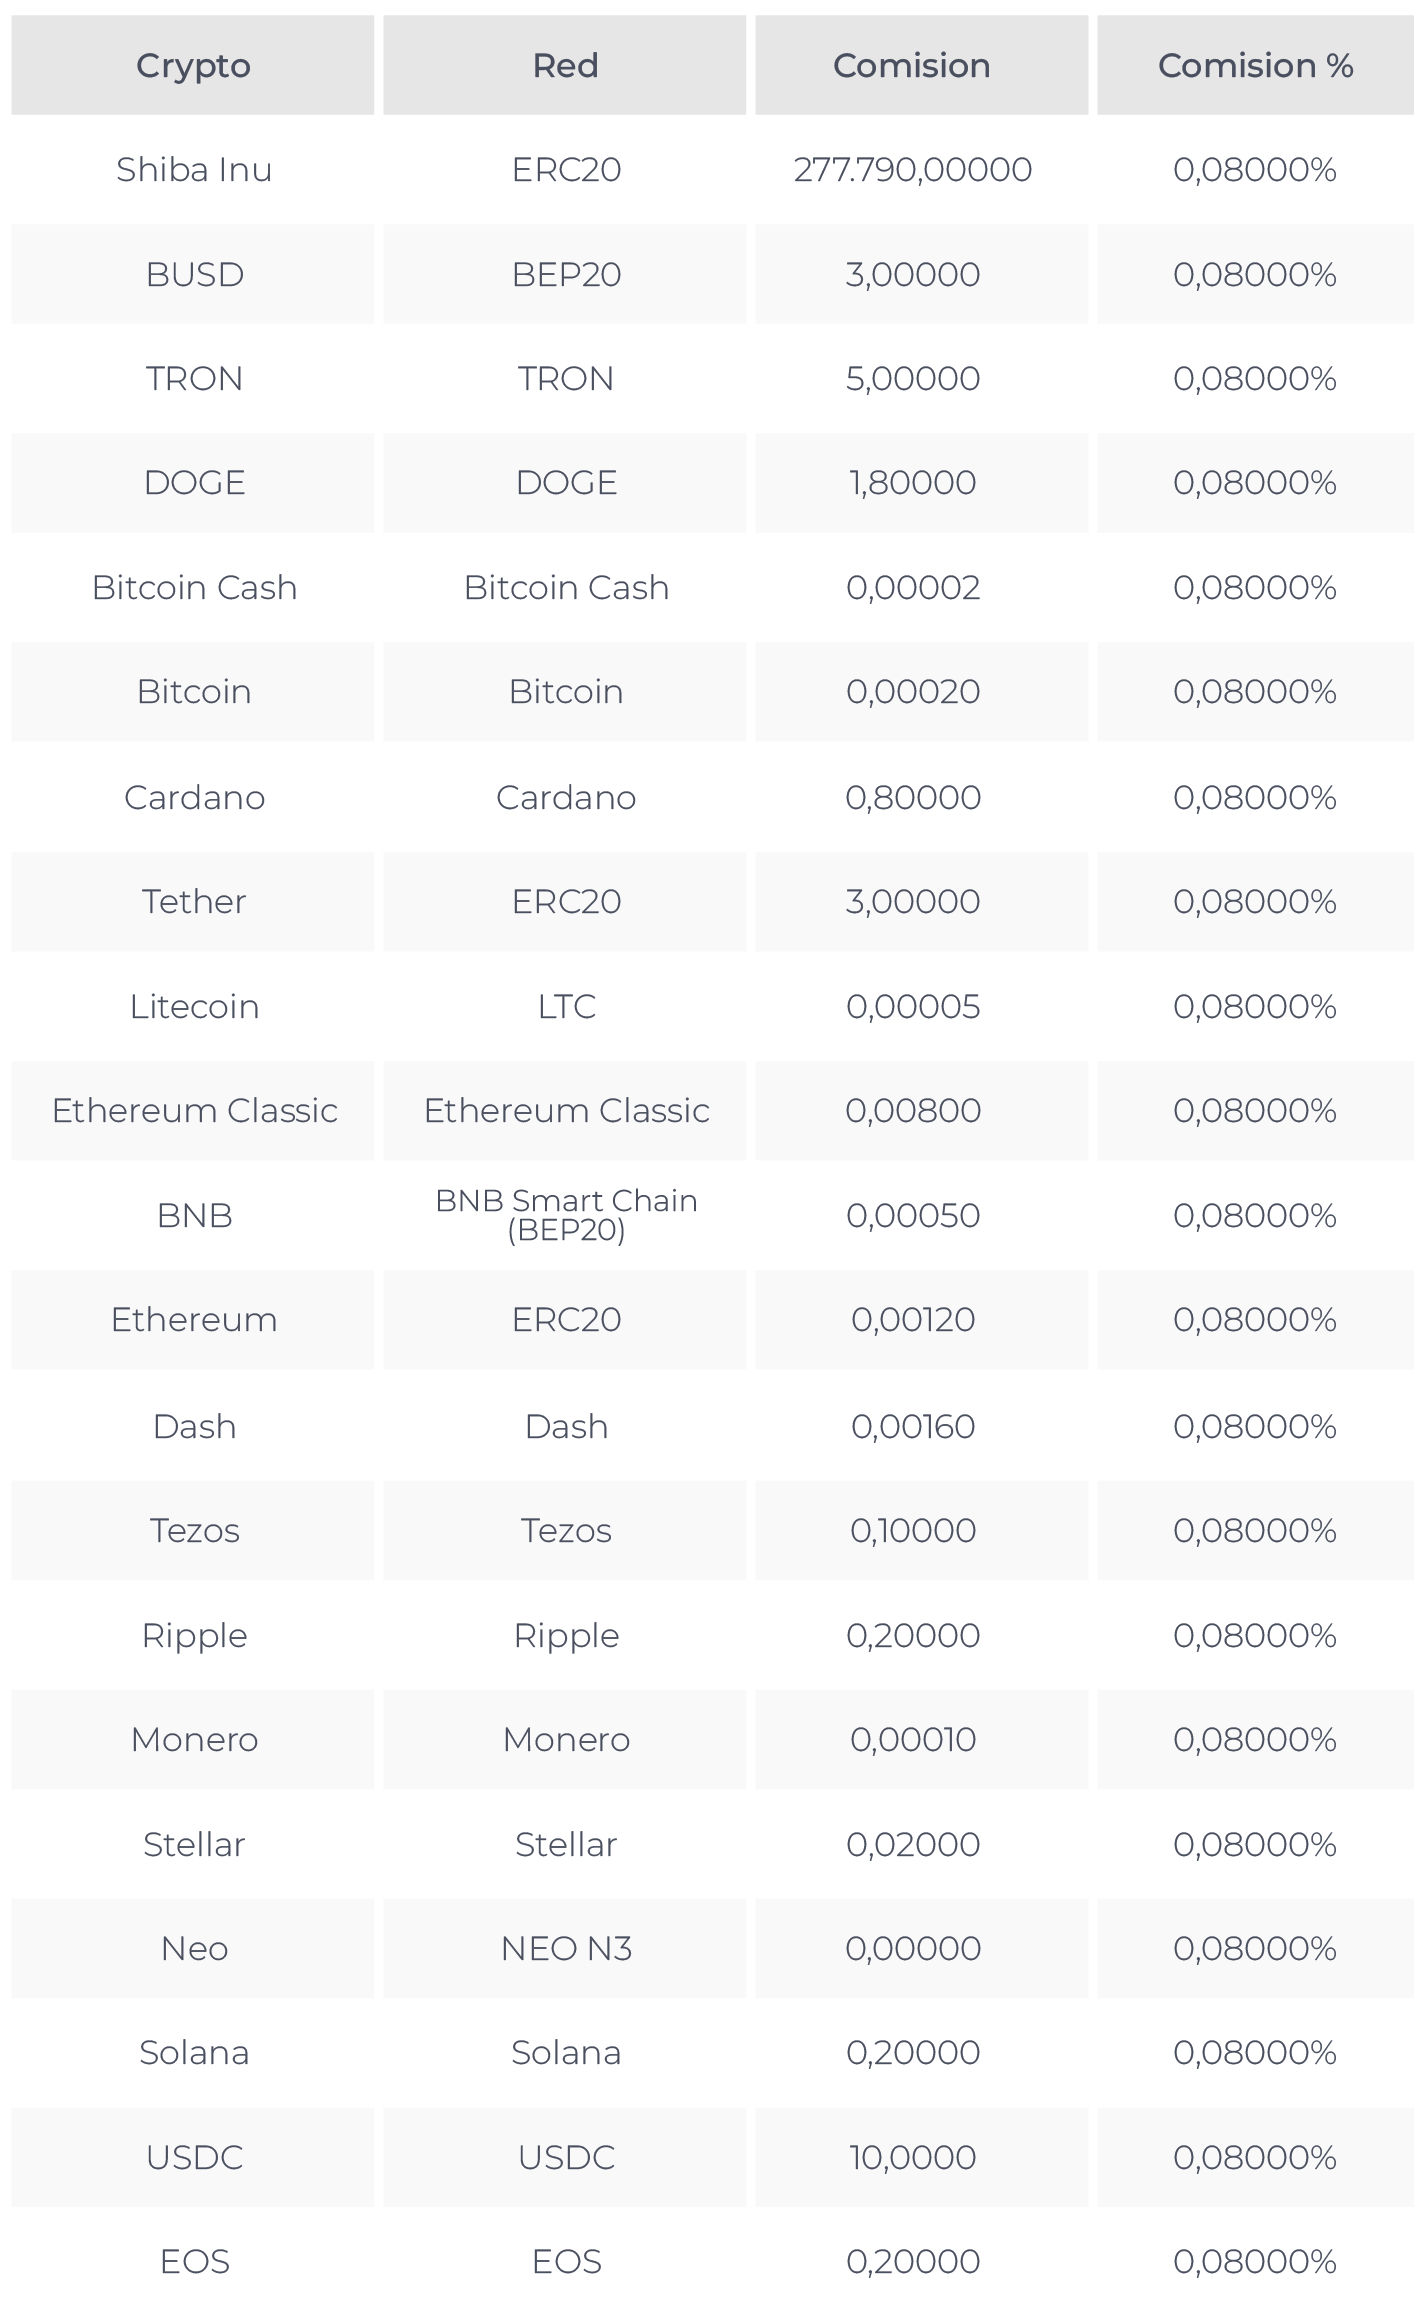 Crypto Red Comision Comision %
Shiba Inu ERC20 277.790,00000 0,08000%
BUSD BEP20 3,00000 0,08000%
TRON TRON 5,00000 0,08000%
DOGE DOGE 1,80000 0,08000%
Bitcoin Cash Bitcoin Cash 0,00002 0,08000%
Bitcoin Bitcoin 0,00020 0,08000%
Cardano Cardano 0,80000 0,08000%
Tether ERC20 3,00000 0,08000%
Litecoin LTC 0,00005 0,08000%
Ethereum Classic Ethereum Classic 0,00800 0,08000%
BNB BNB Smart Chain
(BEP20) 0,00050 0,08000%
Ethereum ERC20 0,00120 0,08000%
Dash Dash 0,00160 0,08000%
Tezos Tezos 0,10000 0,08000%
Ripple Ripple 0,20000 0,08000%
Monero Monero 0,00010 0,08000%
Stellar Stellar 0,02000 0,08000%
Neo NEO N3 0,00000 0,08000%
Solana Solana 0,20000 0,08000%
USDC USDC 10,0000 0,08000%
EOS EOS 0,20000 0,08000%